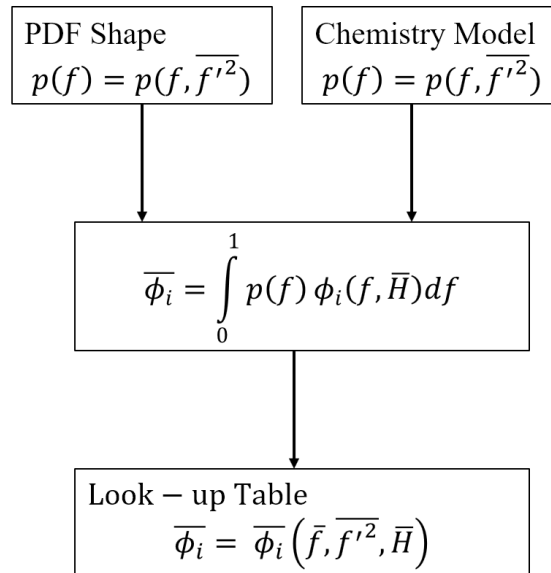 PDF Shape
p(f) = p(f, \overline{f'^2})
Chemistry Model
p(f) = p(f, \overline{f'^2})
\overline{\phi_i} = \int_0^1 p(f) \phi_i(f, \bar{H})df
Look − up Table
\overline{\phi_i} = \overline{\phi_i}(\bar{f}, \overline{f'^2}, \bar{H})